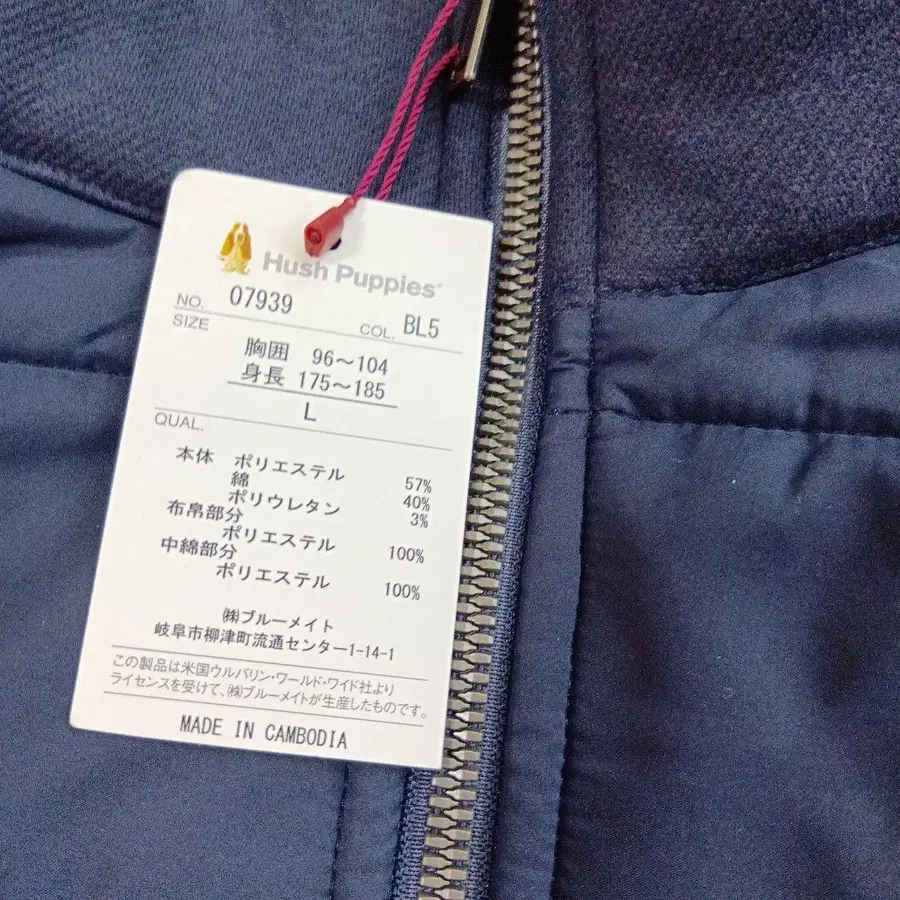 Hush Puppies®
NO. 07939 COL. BL5
SIZE
胸囲 96～104
身長 175～185
L
QUAL.
本体 ポリエステル 57%
綿 40%
ポリウレタン 3%
布帛部分
ポリエステル 100%
中綿部分
ポリエステル 100%
㈱ブルーメイト
岐阜市柳津町流通センター1-14-1
この製品は米国ウルバリン・ワールド・ワイド社より
ライセンスを受けて、㈱ブルーメイトが生産したものです。
MADE IN CAMBODIA